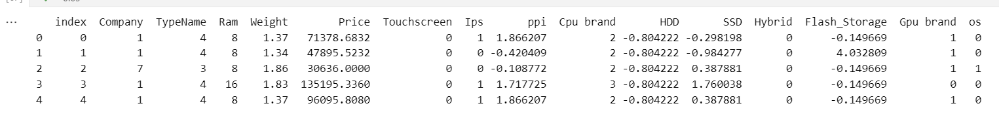 ... index Company TypeName Ram Weight Price Touchscreen Ips ppi Cpu brand HDD SSD Hybrid Flash_Storage Gpu brand os
0 0 1 4 8 1.37 71378.6832 0 1 1.866207 2 -0.804222 -0.298198 0 -0.149669 1 0
1 1 1 4 8 1.34 47895.5232 0 0 -0.420409 2 -0.804222 -0.984277 0 4.032809 1 0
2 2 7 3 8 1.86 30636.0000 0 0 -0.108772 2 -0.804222 0.387881 0 -0.149669 1 1
3 3 1 4 16 1.83 135195.3360 0 1 1.717725 3 -0.804222 1.760038 0 -0.149669 0 0
4 4 1 4 8 1.37 96095.8080 0 1 1.866207 2 -0.804222 0.387881 0 -0.149669 1 0